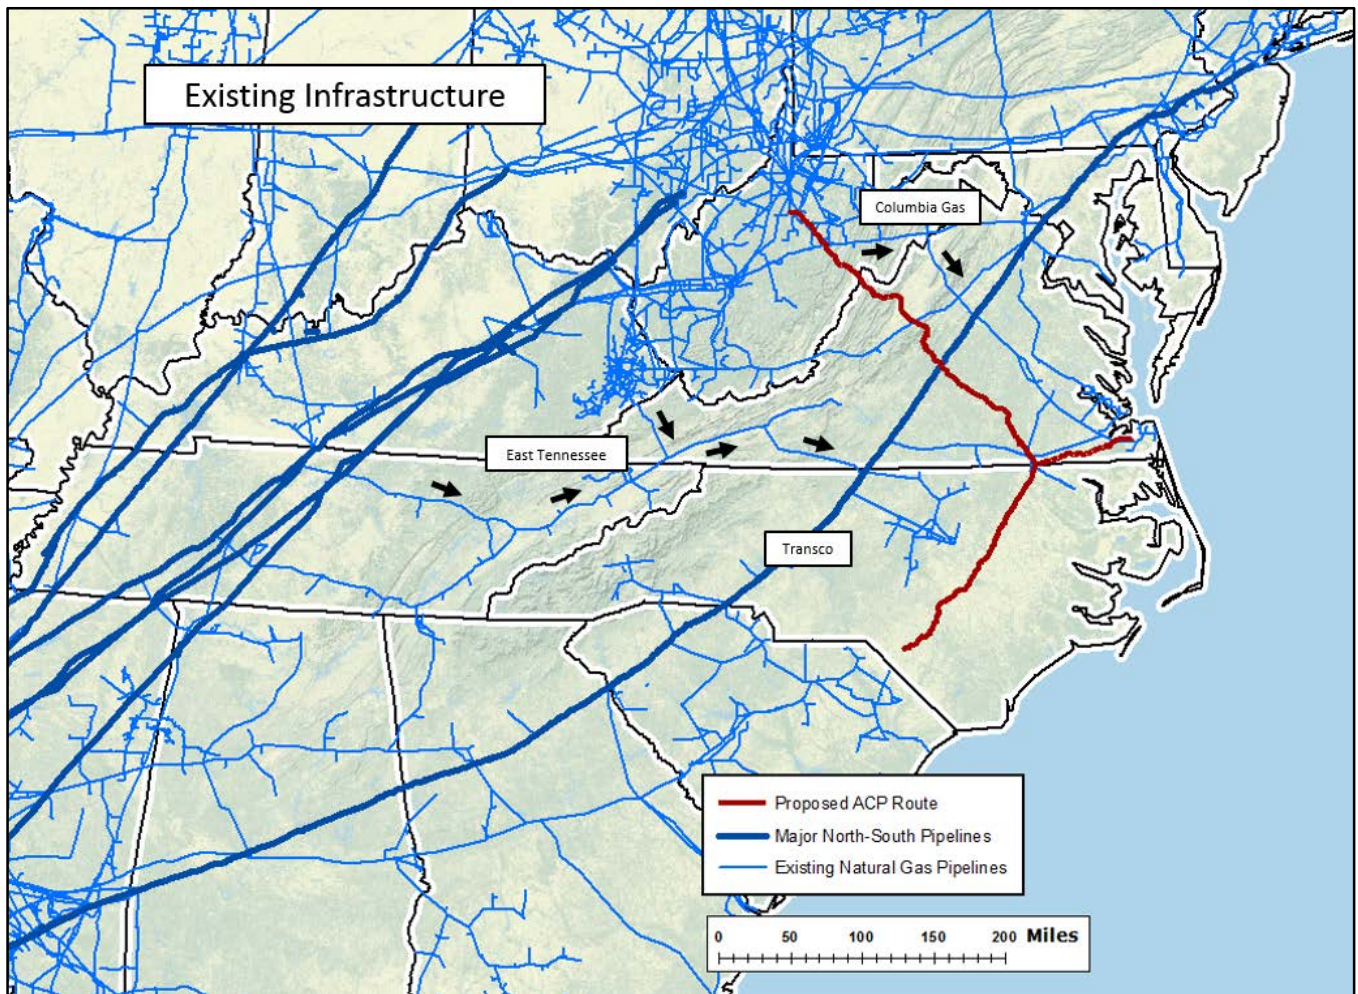 Existing Infrastructure
Columbia Gas
East Tennessee
Transco
Proposed ACP Route
Major North-South Pipelines
Existing Natural Gas Pipelines
0 50 100 150 200 Miles